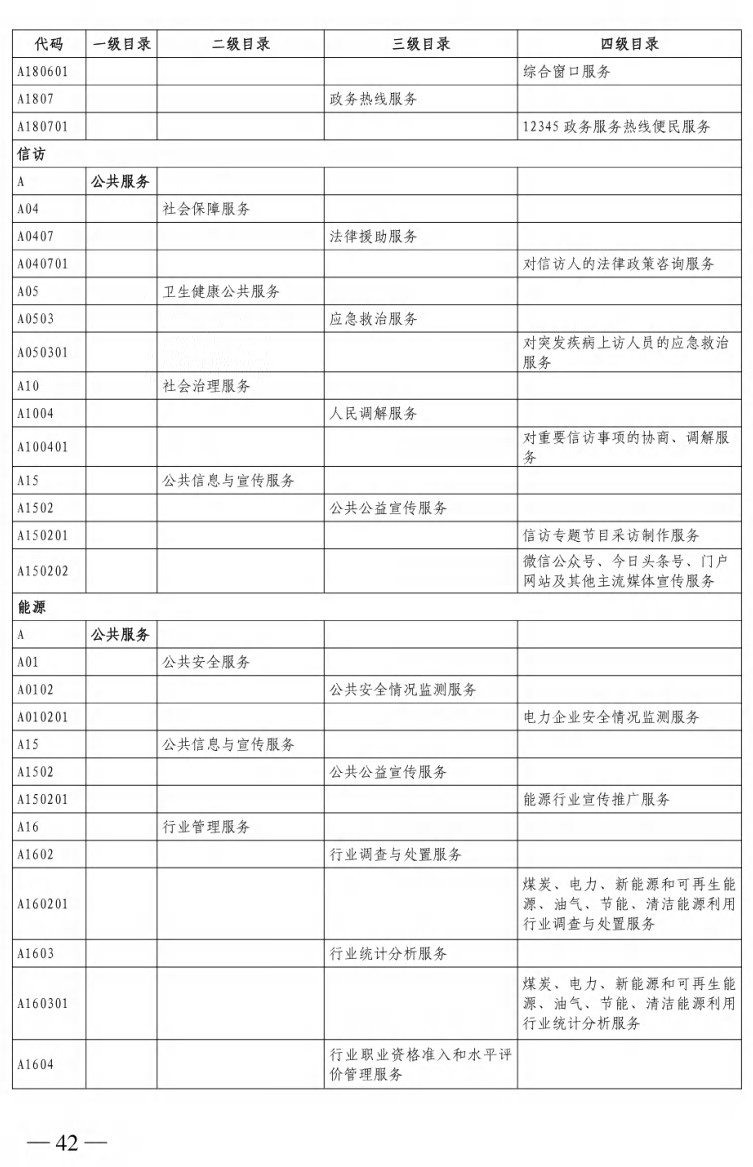 代码 一级目录 二级目录 三级目录 四级目录
A180601 综合窗口服务
A1807 政务热线服务
A180701 12345 政务服务热线便民服务
信访
A 公共服务
A04 社会保障服务
A0407 法律援助服务
A040701 对信访人的法律政策咨询服务
A05 卫生健康公共服务
A0503 应急救治服务
A050301 对突发疾病上访人员的应急救治
服务
A10 社会治理服务
A1004 人民调解服务
A100401 对重要信访事项的协商、调解服
务
A15 公共信息与宣传服务
A1502 公共公益宣传服务
A150201 信访专题节目采访制作服务
A150202 微信公众号、今日头条号、门户
网站及其他主流媒体宣传服务
能源
A 公共服务
A01 公共安全服务
A0102 公共安全情况监测服务
A010201 电力企业安全情况监测服务
A15 公共信息与宣传服务
A1502 公共公益宣传服务
A150201 能源行业宣传推广服务
A16 行业管理服务
A1602 行业调查与处置服务
A160201 煤炭、电力、新能源和可再生能
源、油气、节能、清洁能源利用
行业调查与处置服务
A1603 行业统计分析服务
A160301 煤炭、电力、新能源和可再生能
源、油气、节能、清洁能源利用
行业统计分析服务
A1604 行业职业资格准入和水平评
价管理服务
— 42 —